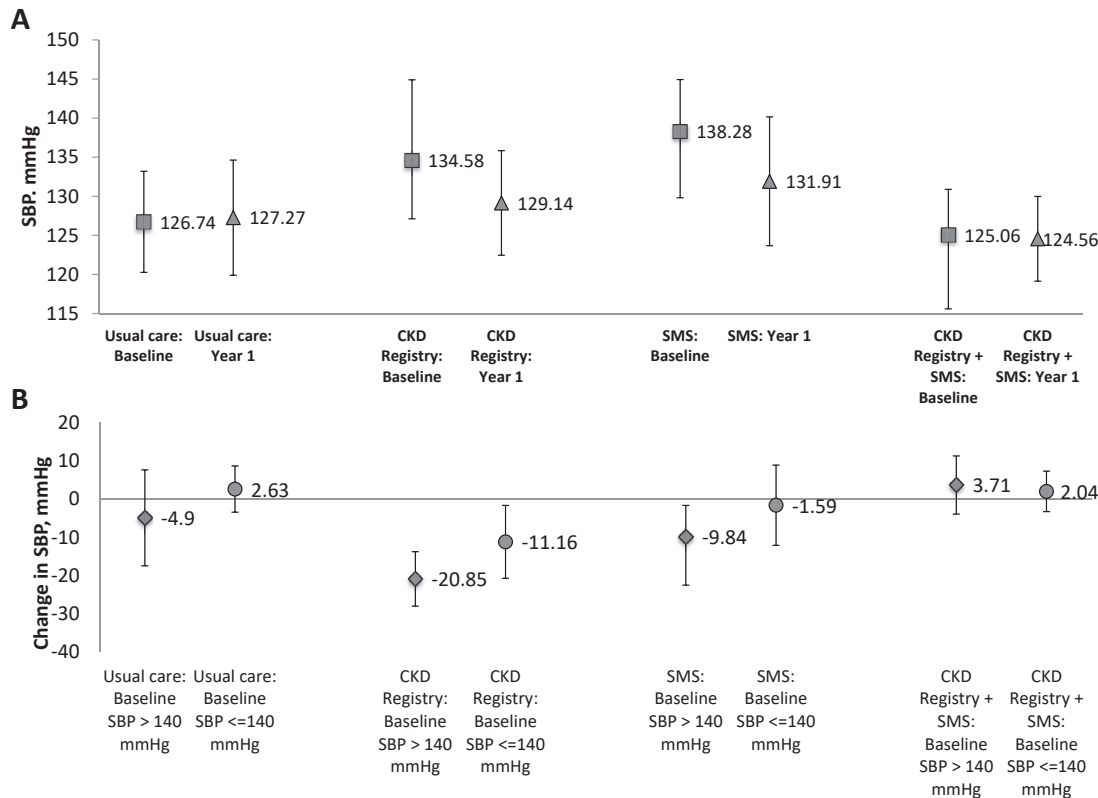 A
150
145
140
135
130
125
120
115
SBP. mmHg
126.74
127.27
134.58
129.14
138.28
131.91
125.06
124.56
Usual care:
Baseline
Usual care:
Year 1
CKD
Registry:
Baseline
CKD
Registry:
Year 1
SMS:
Baseline
SMS: Year 1
CKD
Registry +
SMS:
Baseline
CKD
Registry +
SMS: Year 1
B
20
10
0
-10
-20
-30
-40
Change in SBP, mmHg
-4.9
2.63
-20.85
-11.16
-9.84
-1.59
3.71
2.04
Usual care:
Baseline
SBP > 140
mmHg
Usual care:
Baseline
SBP <=140
mmHg
CKD
Registry:
Baseline
SBP > 140
mmHg
CKD
Registry:
Baseline
SBP <=140
mmHg
SMS:
Baseline
SBP > 140
mmHg
SMS:
Baseline
SBP <=140
mmHg
CKD
Registry +
SMS:
Baseline
SBP > 140
mmHg
CKD
Registry +
SMS:
Baseline
SBP <=140
mmHg